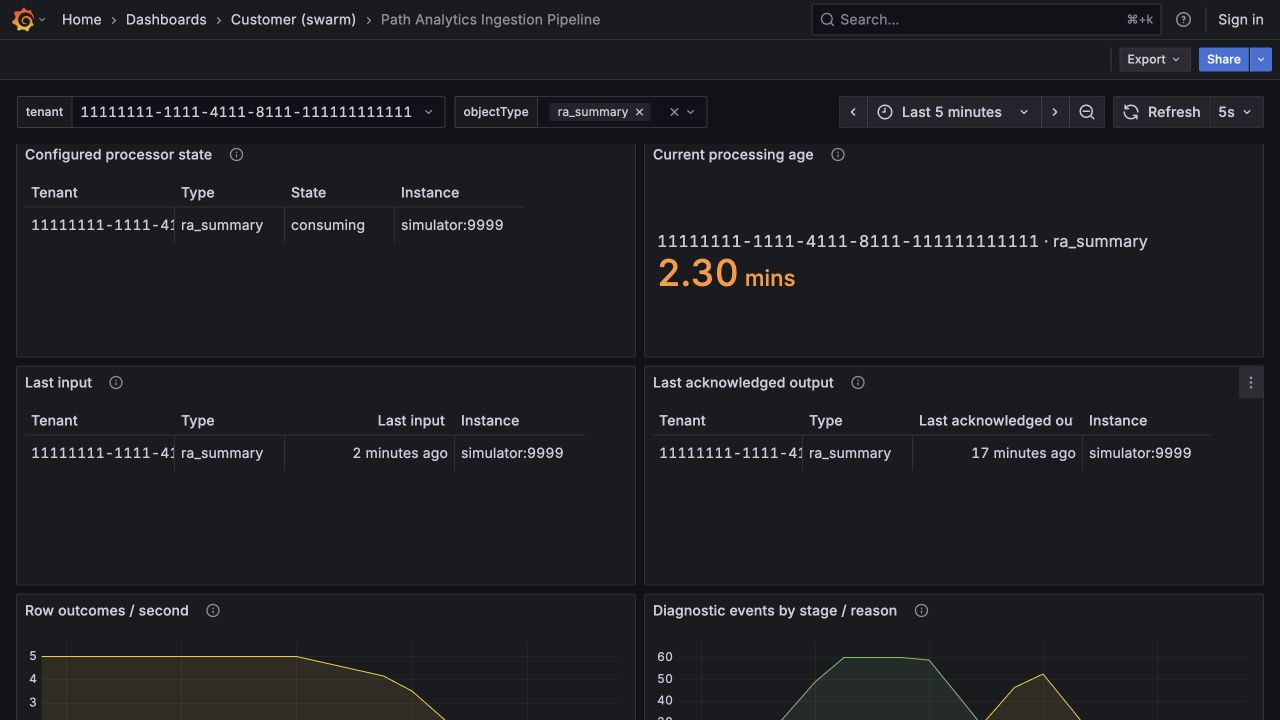 Home › Dashboards › Customer (swarm) › Path Analytics Ingestion Pipeline
Search... ⌘+k
Sign in
Export
Share
tenant 11111111-1111-4111-8111-111111111111
objectType ra_summary
Last 5 minutes
Refresh 5s
Configured processor state
Tenant Type State Instance
11111111-1111-41 ra_summary consuming simulator:9999
Current processing age
11111111-1111-4111-8111-111111111111 · ra_summary
2.30 mins
Last input
Tenant Type Last input Instance
11111111-1111-41 ra_summary 2 minutes ago simulator:9999
Last acknowledged output
Tenant Type Last acknowledged ou Instance
11111111-1111-41 ra_summary 17 minutes ago simulator:9999
Row outcomes / second
5
4
3
Diagnostic events by stage / reason
60
50
40